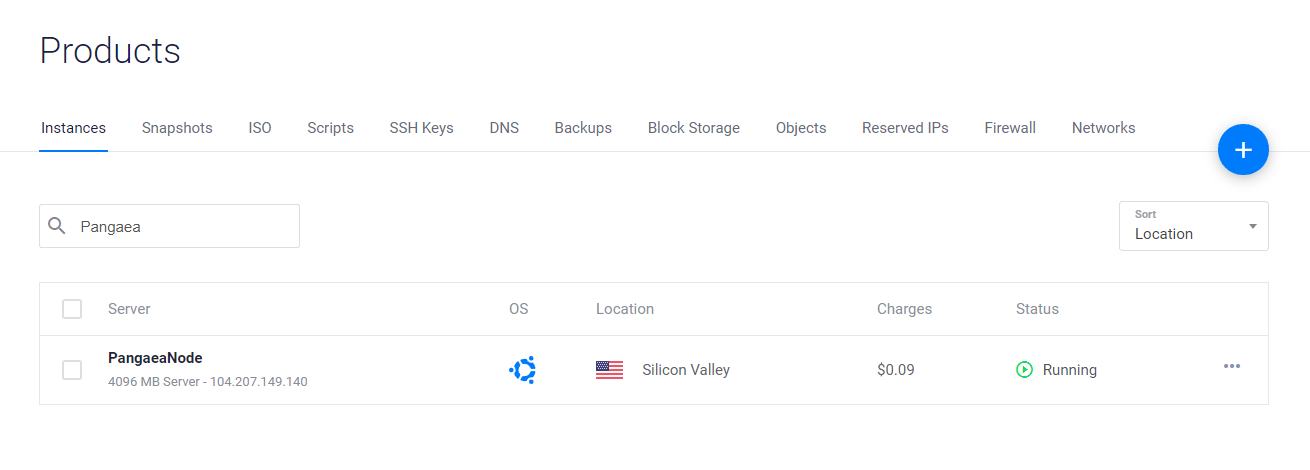 Products
Instances Snapshots ISO Scripts SSH Keys DNS Backups Block Storage Objects Reserved IPs Firewall Networks
+
Pangaea
Sort
Location
Server OS Location Charges Status
PangaeaNode
4096 MB Server - 104.207.149.140
Silicon Valley $0.09 Running